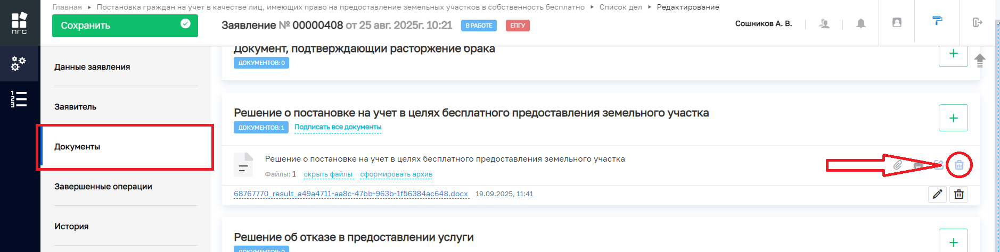 Главная ▸ Постановка граждан на учет в качестве лиц, имеющих право на предоставление земельных участков в собственность бесплатно ▸ Список дел ▸ Редактирование
ПГС
Сохранить
Заявление № 00000408 от 25 авг. 2025г. 10:21 В РАБОТЕ ЕПГУ
Сошников А. В.
Данные заявления
Заявитель
Документы
Завершенные операции
История
Документ, подтверждающий расторжение брака
ДОКУМЕНТОВ: 0
Решение о постановке на учет в целях бесплатного предоставления земельного участка
ДОКУМЕНТОВ: 1 Подписать все документы
Решение о постановке на учет в целях бесплатного предоставления земельного участка
Файлы: 1 скрыть файлы сформировать архив
68767770_result_a49a4711-aa8c-47bb-963b-1f56384ac648.docx 19.09.2025, 11:41
Решение об отказе в предоставлении услуги
ДОКУМЕНТОВ: 0